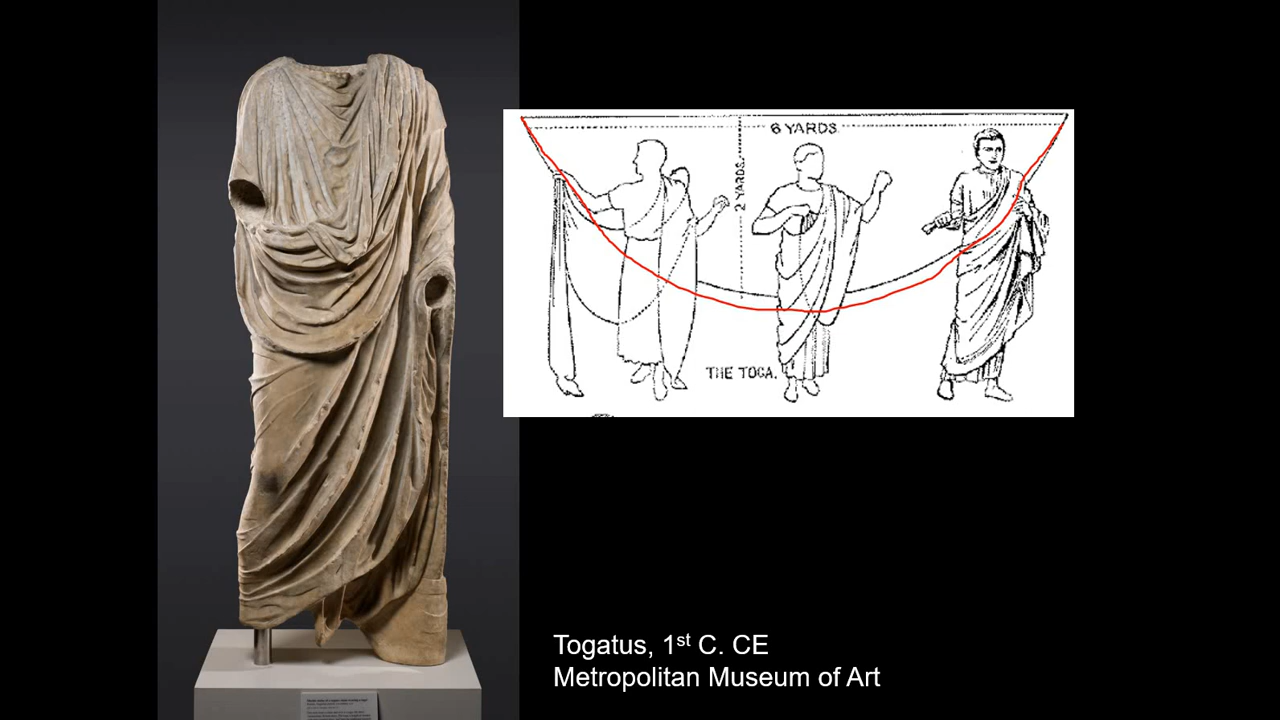 6 YARDS.
2 YARDS.
THE TOGA.
Togatus, 1st C. CE
Metropolitan Museum of Art